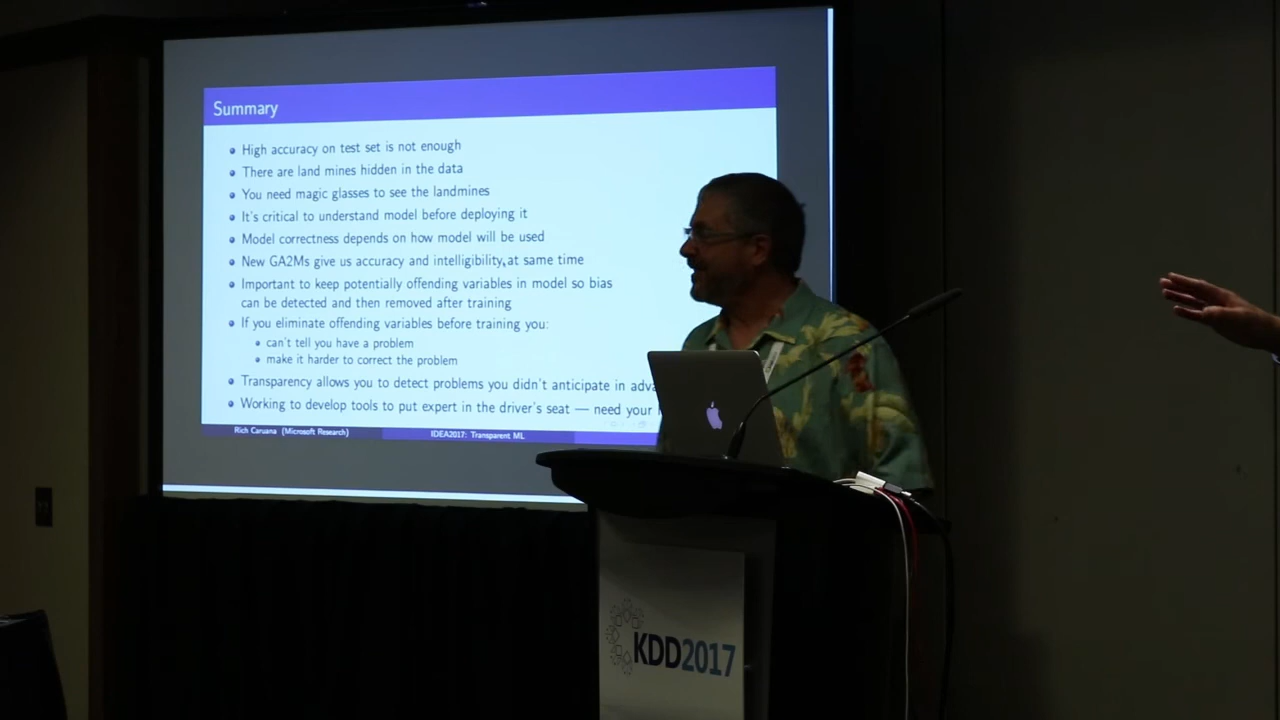 Summary
High accuracy on test set is not enough
There are land mines hidden in the data
You need magic glasses to see the landmines
It's critical to understand model before deploying it
Model correctness depends on how model will be used
New GA2Ms give us accuracy and intelligibility at same time
Important to keep potentially offending variables in model so bias
can be detected and then removed after training
If you eliminate offending variables before training you:
can't tell you have a problem
make it harder to correct the problem
Transparency allows you to detect problems you didn't anticipate in
Working to develop tools to put expert in the driver's seat — need your
Rich Caruana (Microsoft Research)
IDEA2017: Transparent ML
KDD2017